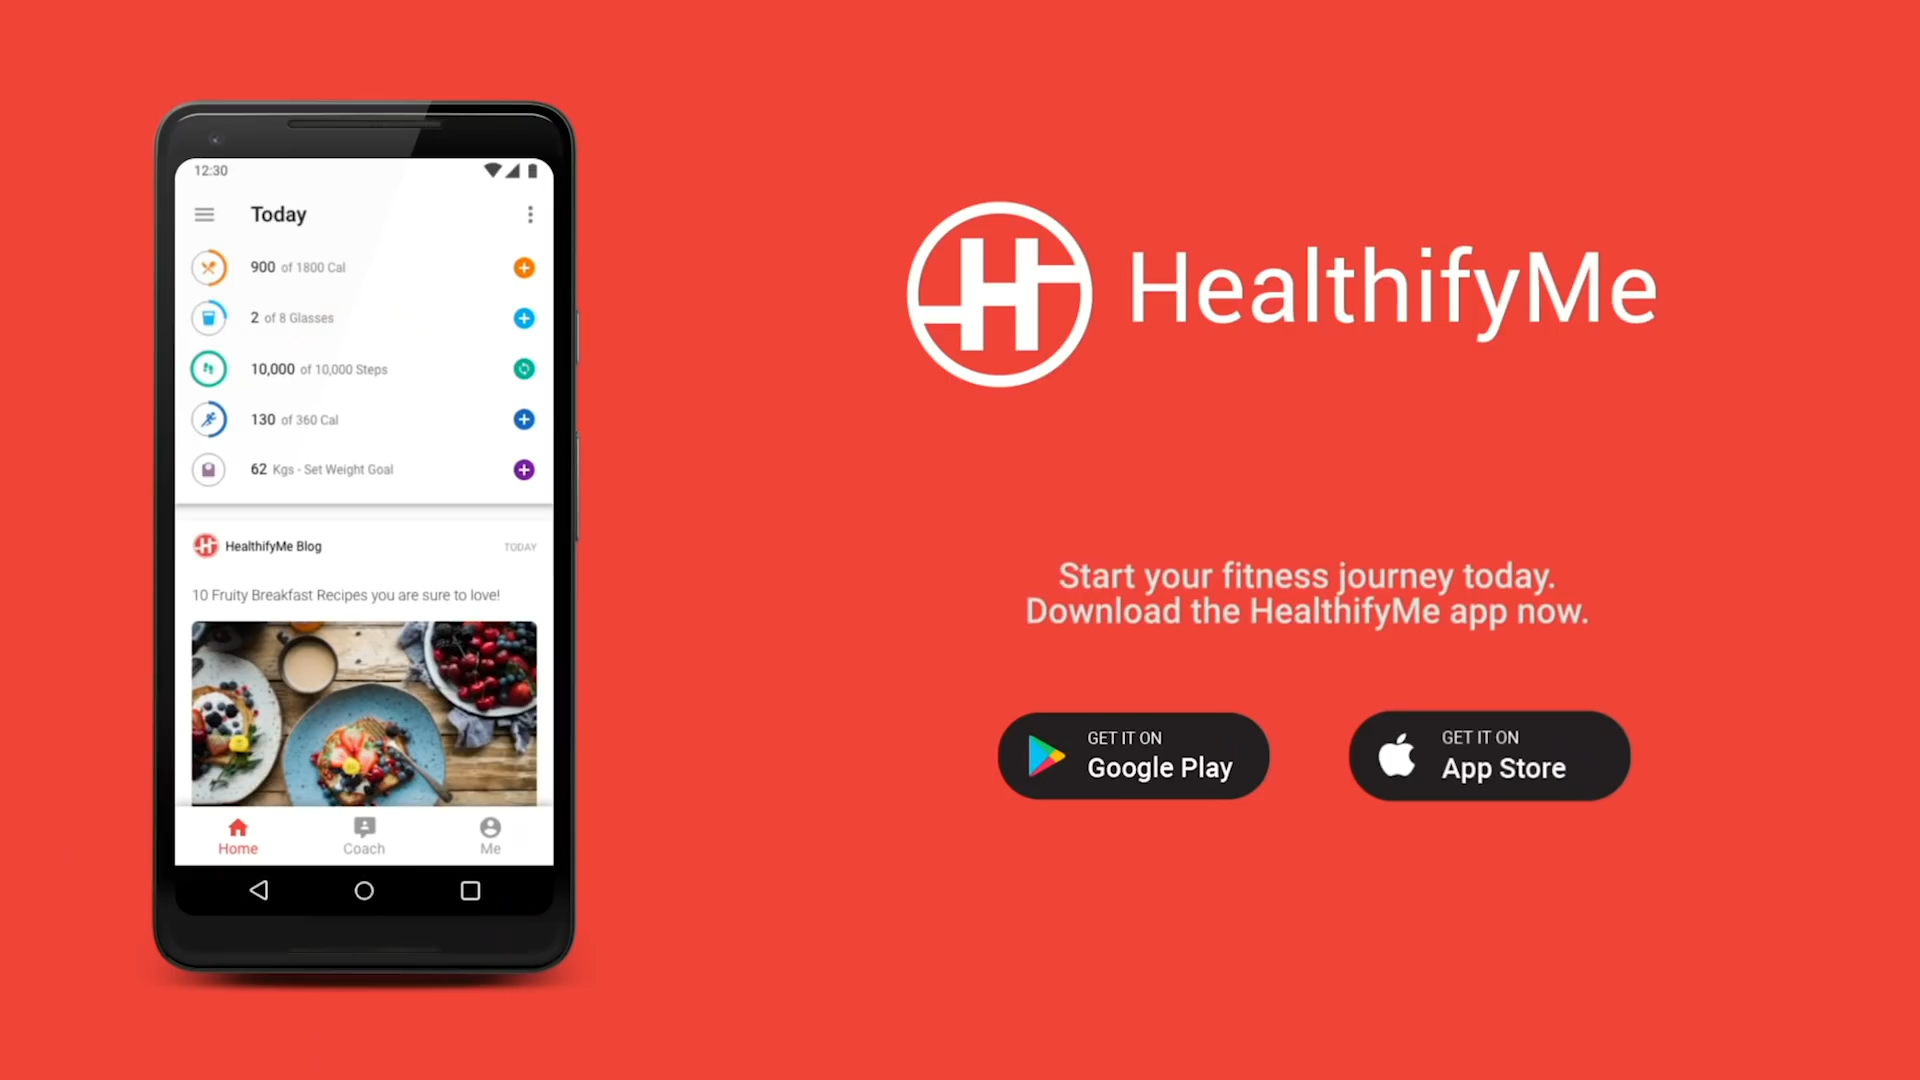 12:30
Today
900 of 1800 Cal
2 of 8 Glasses
10,000 of 10,000 Steps
130 of 360 Cal
62 Kgs - Set Weight Goal
HealthifyMe Blog
TODAY
10 Fruity Breakfast Recipes you are sure to love!
Home
Coach
Me
HealthifyMe
Start your fitness journey today.
Download the HealthifyMe app now.
GET IT ON
Google Play
GET IT ON
App Store